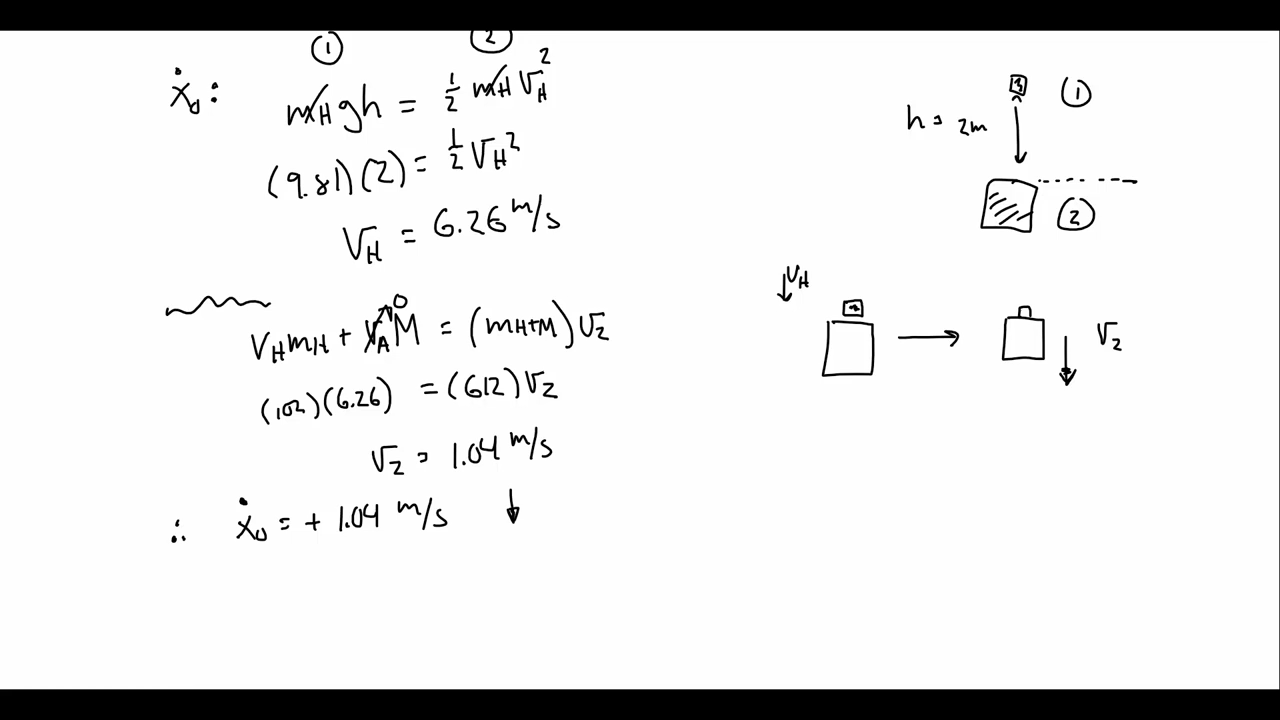 ① ②
ẋ₀: m_H gh = 1/2 m_H V_H²
(9.81)(2) = 1/2 V_H²
V_H = 6.26 m/s
V_H m_H + V_A M = (m_H+M) V₂
0
(102)(6.26) = (612) V₂
V₂ = 1.04 m/s
∴ ẋ₀ = + 1.04 m/s ↓
①
h = 2m
②
↓ V_H
→ ↓ V₂